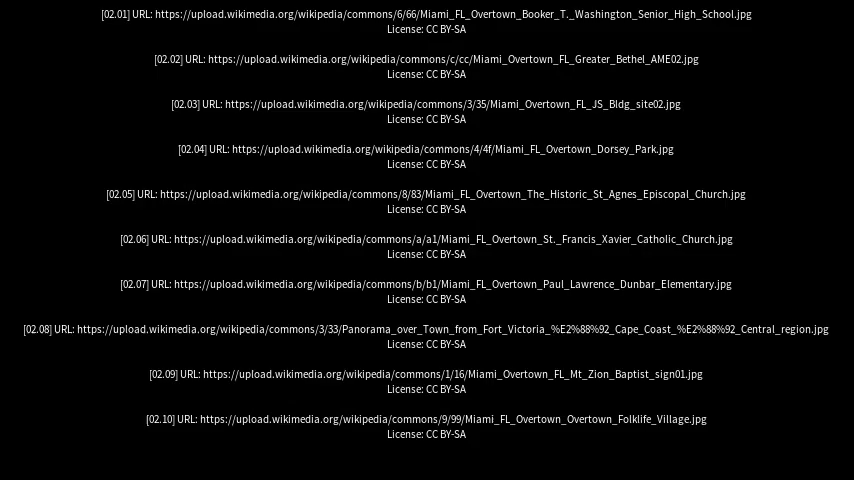 [02.01] URL: https://upload.wikimedia.org/wikipedia/commons/6/66/Miami_FL_Overtown_Booker_T._Washington_Senior_High_School.jpg
License: CC BY-SA
[02.02] URL: https://upload.wikimedia.org/wikipedia/commons/c/cc/Miami_Overtown_FL_Greater_Bethel_AME02.jpg
License: CC BY-SA
[02.03] URL: https://upload.wikimedia.org/wikipedia/commons/3/35/Miami_Overtown_FL_JS_Bldg_site02.jpg
License: CC BY-SA
[02.04] URL: https://upload.wikimedia.org/wikipedia/commons/4/4f/Miami_FL_Overtown_Dorsey_Park.jpg
License: CC BY-SA
[02.05] URL: https://upload.wikimedia.org/wikipedia/commons/8/83/Miami_FL_Overtown_The_Historic_St_Agnes_Episcopal_Church.jpg
License: CC BY-SA
[02.06] URL: https://upload.wikimedia.org/wikipedia/commons/a/a1/Miami_FL_Overtown_St._Francis_Xavier_Catholic_Church.jpg
License: CC BY-SA
[02.07] URL: https://upload.wikimedia.org/wikipedia/commons/b/b1/Miami_FL_Overtown_Paul_Lawrence_Dunbar_Elementary.jpg
License: CC BY-SA
[02.08] URL: https://upload.wikimedia.org/wikipedia/commons/3/33/Panorama_over_Town_from_Fort_Victoria_%E2%88%92_Cape_Coast_%E2%88%92_Central_region.jpg
License: CC BY-SA
[02.09] URL: https://upload.wikimedia.org/wikipedia/commons/1/16/Miami_Overtown_FL_Mt_Zion_Baptist_sign01.jpg
License: CC BY-SA
[02.10] URL: https://upload.wikimedia.org/wikipedia/commons/9/99/Miami_FL_Overtown_Overtown_Folklife_Village.jpg
License: CC BY-SA